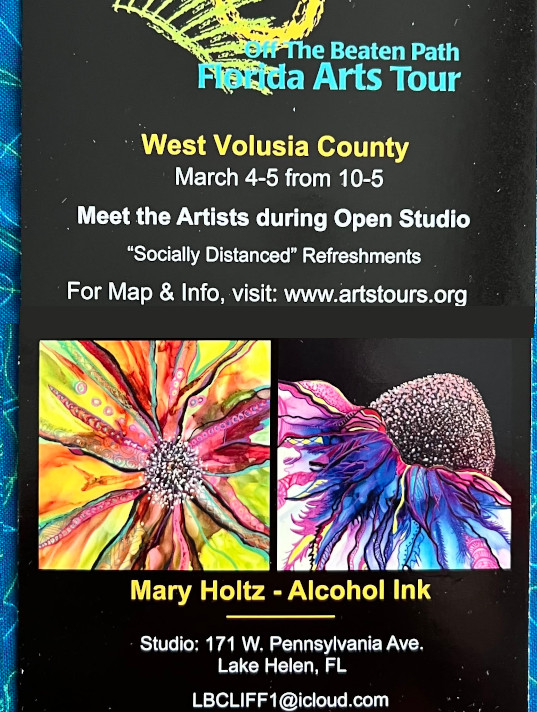 Off The Beaten Path
Florida Arts Tour
West Volusia County
March 4-5 from 10-5
Meet the Artists during Open Studio
“Socially Distanced” Refreshments
For Map & Info, visit: www.artstours.org
Mary Holtz - Alcohol Ink
Studio: 171 W. Pennsylvania Ave.
Lake Helen, FL
LBCLIFF1@icloud.com